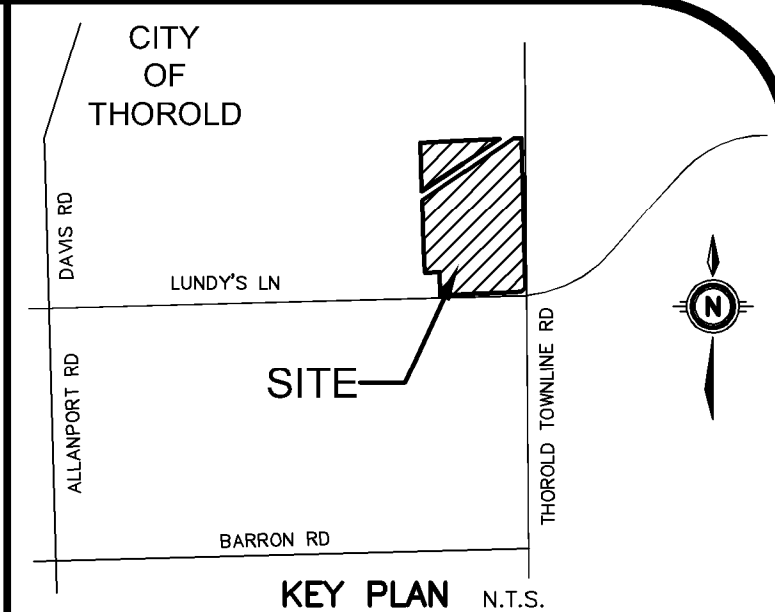 CITY
OF
THOROLD
DAVIS RD
LUNDY'S LN
N
SITE
THOROLD TOWNLINE RD
ALLANPORT RD
BARRON RD
KEY PLAN N.T.S.